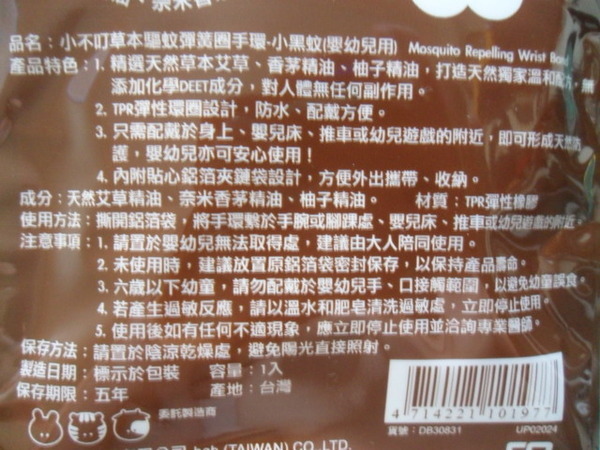 品名：小不叮草本驅蚊彈簧圈手環-小黑蚊(嬰幼兒用) Mosquito Repelling Wrist Band
產品特色：1. 精選天然草本艾草、香茅精油、柚子精油，打造天然獨家溫和配方，無
添加化學DEET成分，對人體無任何副作用。
2. TPR彈性環圈設計，防水、配戴方便。
3. 只需配戴於身上、嬰兒床、推車或幼兒遊戲的附近，即可形成天然防
護，嬰幼兒亦可安心使用！
4. 內附貼心鋁箔夾鏈袋設計，方便外出攜帶、收納。
成分：天然艾草精油、奈米香茅精油、柚子精油。 材質：TPR彈性橡膠
使用方法：撕開鋁箔袋，將手環繫於手腕或腳踝處、嬰兒床、推車或幼兒遊戲的附近。
注意事項：1. 請置於嬰幼兒無法取得處，建議由大人陪同使用。
2. 未使用時，建議放置原鋁箔袋密封保存，以保持產品壽命。
3. 六歲以下幼童，請勿配戴於嬰幼兒手、口接觸範圍，以避免幼童誤食。
4. 若產生過敏反應，請以溫水和肥皂清洗過敏處，立即停止使用。
5. 使用後如有任何不適現象，應立即停止使用並洽詢專業醫師。
保存方法：請置於陰涼乾燥處，避免陽光直接照射。
製造日期：標示於包裝 容量：1入
保存期限：五年 產地：台灣
4 714221 101977
貨號：DB30831 UP02024
委託製造商
(TAIWAN) CO.,LTD.